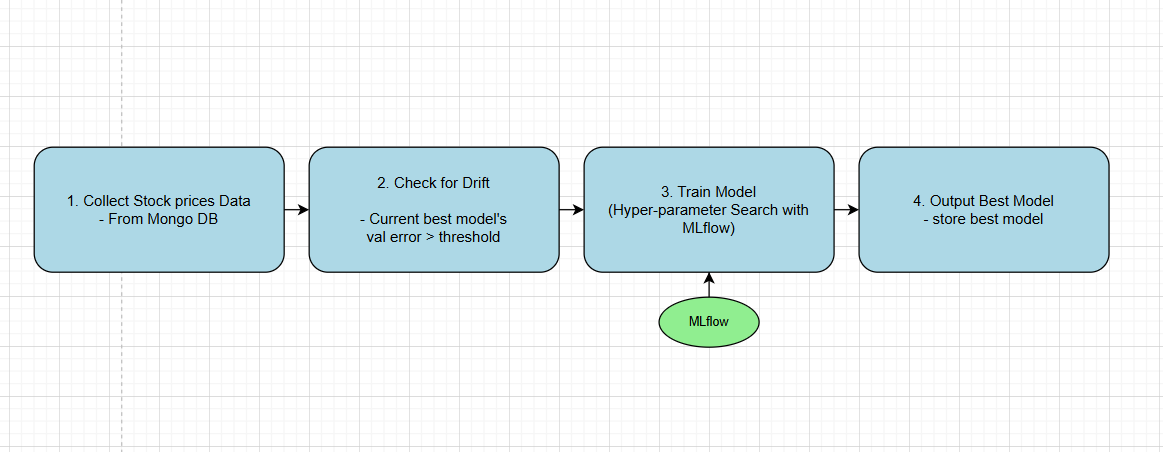 1. Collect Stock prices Data
- From Mongo DB
2. Check for Drift
- Current best model's
val error > threshold
3. Train Model
(Hyper-parameter Search with
MLflow)
4. Output Best Model
- store best model
MLflow